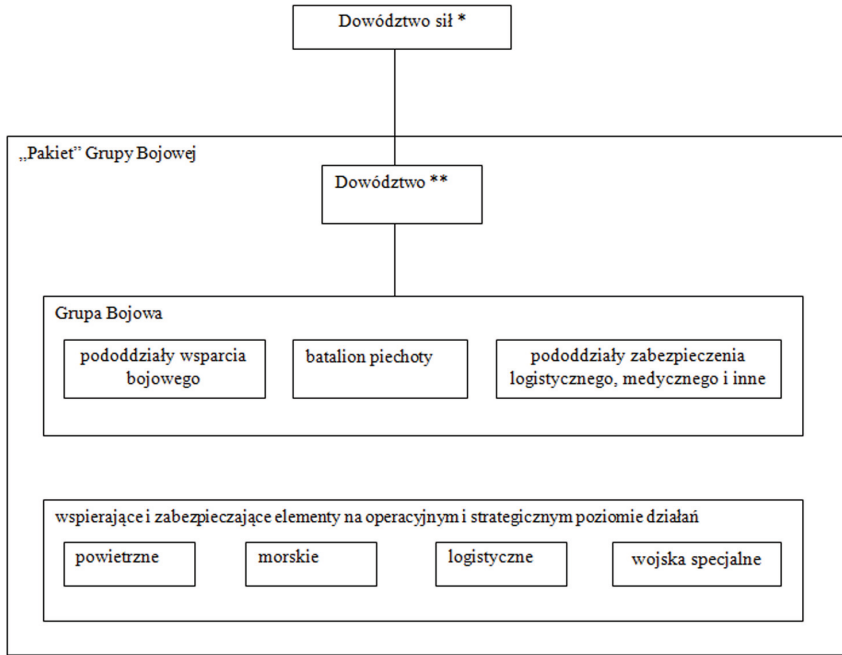 Dowództwo sił *
„Pakiet” Grupy Bojowej
Dowództwo **
Grupa Bojowa
pododdziały wsparcia
bojowego
batalion piechoty
pododdziały zabezpieczenia
logistycznego, medycznego i inne
wspierające i zabezpieczające elementy na operacyjnym i strategicznym poziomie działań
powietrzne
morskie
logistyczne
wojska specjalne